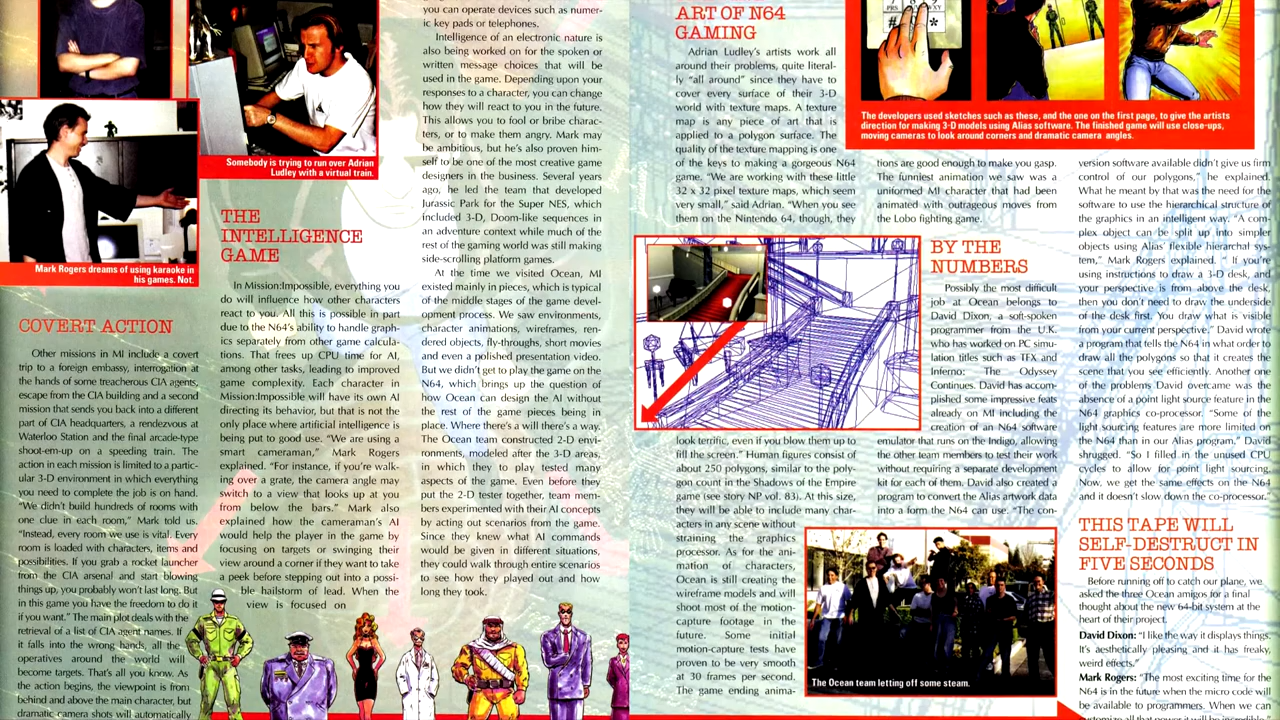 Somebody is trying to run over Adrian
Ludley with a virtual train.
Mark Rogers dreams of using karaoke in
his games. Not.
COVERT ACTION
Other missions in MI include a covert
trip to a foreign embassy, interrogation at
the hands of some treacherous CIA agents,
escape from the CIA building and a second
mission that sends you back into a different
part of CIA headquarters, a rendezvous at
Waterloo Station and the final arcade-type
shoot-em-up on a speeding train. The
action in each mission is limited to a partic-
ular 3-D environment in which everything
you need to complete the job is on hand.
"We didn't build hundreds of rooms with
one clue in each room," Mark told us.
"Instead, every room we use is vital. Every
room is loaded with characters, items and
possibilities. If you grab a rocket launcher
from the CIA arsenal and start blowing
things up, you probably won't last long. But
in this game you have the freedom to do it
if you want." The main plot deals with the
retrieval of a list of CIA agent names. If
it falls into the wrong hands, all the
operatives around the world will
become targets. That's all you know. As
the action begins, the viewpoint is from
behind and above the main character, but
dramatic camera shots will automatically
THE
INTELLIGENCE
GAME
In Mission:Impossible, everything you
do will influence how other characters
react to you. All this is possible in part
due to the N64's ability to handle graph-
ics separately from other game calcula-
tions. That frees up CPU time for AI,
among other tasks, leading to improved
game complexity. Each character in
Mission:Impossible will have its own AI
directing its behavior, but that is not the
only place where artificial intelligence is
being put to good use. "We are using a
smart cameraman," Mark Rogers
explained. "For instance, if you're walk-
ing over a grate, the camera angle may
switch to a view that looks up at you
from below the bars." Mark also
explained how the cameraman's AI
would help the player in the game by
focusing on targets or swinging their
view around a corner if they want to take
a peek before stepping out into a possi-
ble hailstorm of lead. When the
view is focused on
you can operate devices such as numer-
ic key pads or telephones.
Intelligence of an electronic nature is
also being worked on for the spoken or
written message choices that will be
used in the game. Depending upon your
responses to a character, you can change
how they will react to you in the future.
This allows you to fool or bribe charac-
ters, or to make them angry. Mark may
be ambitious, but he's also proven him-
self to be one of the most creative game
designers in the business. Several years
ago, he led the team that developed
Jurassic Park for the Super NES, which
included 3-D, Doom-like sequences in
an adventure text while much of the
rest of the gaming world was still making
side-scrolling platform games.
At the time we visited Ocean, MI
existed mainly in pieces, which is typical
of the middle stages of the game devel-
opment process. We saw environments,
character animations, wireframes, ren-
dered objects, fly-throughs, short movies
and even a polished presentation video.
But we didn't get to play the game on the
N64, which brings up the question of
how Ocean can design the AI without
the rest of the game pieces being in
place. Where there's a will there's a way.
The Ocean team constructed 2-D envi-
ronments, modeled after the 3-D areas,
in which they to play tested many
aspects of the game. Even before they
put the 2-D tester together, team mem-
bers experimented with their AI concepts
by acting out scenarios from the game.
Since they knew what AI commands
would be given in different situations,
they could run through the scenarios
to see how they played out and how
long they took.
ART OF N64
GAMING
Adrian Ludley's artists work all
around their problems, quite literal-
ly "all around" since they have to
cover every surface of their 3-D
world with texture maps. A texture
map is any piece of art that is
applied to a polygon surface. The
quality of the texture mapping is one
of the keys to making a gorgeous N64
game. "We are working with these little
32 x 32 pixel texture maps, which seem
very small," said Adrian. "When you see
them on the Nintendo 64, though, they
look terrific, even if you blow them up to
fill the screen." Human figures consist of
about 250 polygons, similar to the poly-
gon count in the Shadows of the Empire
game (see story NP vol. 83). At this size,
they will be able to include many char-
acters in any scene without
straining the graphics
processor. As for the ani-
mation of characters,
Ocean is still creating the
wireframe models and will
shoot most of the motion-
capture footage in the
future. Some initial
motion-capture tests have
proven to be very smooth
at 30 frames per second.
The game ending anima-
PRS
XY
#
*
The developers used sketches such as these, and the one on the first page, to give the artists
direction for making 3-D models using Alias software. The finished game will use close-ups,
moving cameras to look around corners and dramatic camera angles.
tions are good enough to make you gasp.
The funniest animation we saw was a
uniformed MI character that had been
animated with outrageous moves from
the Lobo fighting game.
BY THE
NUMBERS
Possibly the most difficult
job at Ocean belongs to
David Dixon, a soft-spoken
programmer from the U.K.
who has worked on PC simu-
lation titles such as TFX and
Inferno: The Odyssey
Continues. David has accom-
plished some impressive feats
already on MI including the
creation of an N64 software
emulator that runs on the Indigo, allowing
the other team members to test their work
without requiring a separate development
kit for each of them. David also created a
program to convert the Alias artwork data
into a form the N64 can use. "The con-
The Ocean team letting off some steam.
version software available didn't give us firm
control of our polygons," he explained.
What he meant by that was the need for the
software to use the hierarchical structure of
the graphics in an intelligent way. "A com-
plex object can be split up into simpler
objects using Alias' flexible hierarchal sys-
tem," Mark Rogers explained. " If you're
using instructions to draw a 3-D desk, and
your perspective is from above the desk,
then you don't need to draw the underside
of the desk first. You draw what is visible
from your current perspective." David wrote
a program that tells the N64 in what order to
draw all the polygons so that it creates the
scene that you see efficiently. Another one
of the problems David overcame was the
absence of a point light source feature in the
N64 graphics co-processor. "Some of the
light sourcing features are more limited on
the N64 than in our Alias program," David
shrugged. "So I filled in the unused CPU
cycles to allow for point light sourcing.
Now, we get the same effects on the N64
and it doesn't slow down the co-processor."
THIS TAPE WILL
SELF-DESTRUCT IN
FIVE SECONDS
Before running off to catch our plane, we
asked the three Ocean amigos for a final
thought about the new 64-bit system at the
heart of their project.
David Dixon: "I like the way it displays things.
It's aesthetically pleasing and it has freaky,
weird effects."
Mark Rogers: "The most exciting time for the
N64 is in the future when the micro code will
be available to programmers. When we can